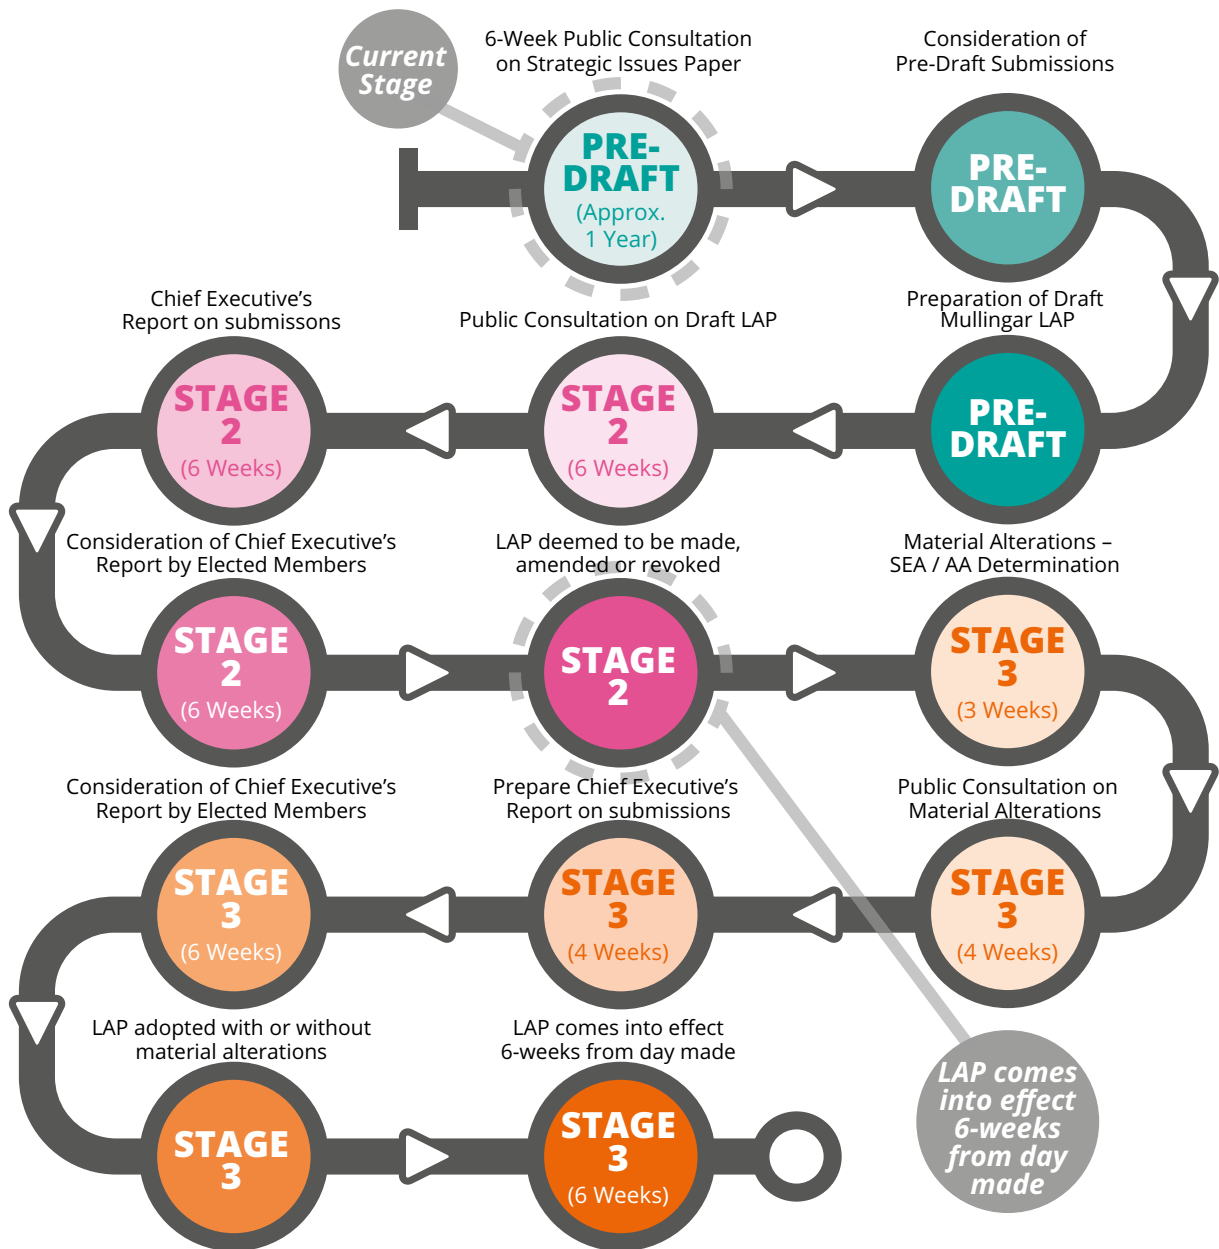 Current
Stage
6-Week Public Consultation
on Strategic Issues Paper
PRE-
DRAFT
(Approx.
1 Year)
Consideration of
Pre-Draft Submissions
PRE-
DRAFT
Preparation of Draft
Mullingar LAP
PRE-
DRAFT
Public Consultation on Draft LAP
STAGE
2
(6 Weeks)
Chief Executive’s
Report on submissons
STAGE
2
(6 Weeks)
Consideration of Chief Executive’s
Report by Elected Members
STAGE
2
(6 Weeks)
LAP deemed to be made,
amended or revoked
STAGE
2
Material Alterations –
SEA / AA Determination
STAGE
3
(3 Weeks)
Public Consultation on
Material Alterations
STAGE
3
(4 Weeks)
Prepare Chief Executive’s
Report on submissions
STAGE
3
(4 Weeks)
Consideration of Chief Executive’s
Report by Elected Members
STAGE
3
(6 Weeks)
LAP adopted with or without
material alterations
STAGE
3
LAP comes into effect
6-weeks from day made
STAGE
3
(6 Weeks)
LAP comes
into effect
6-weeks
from day
made